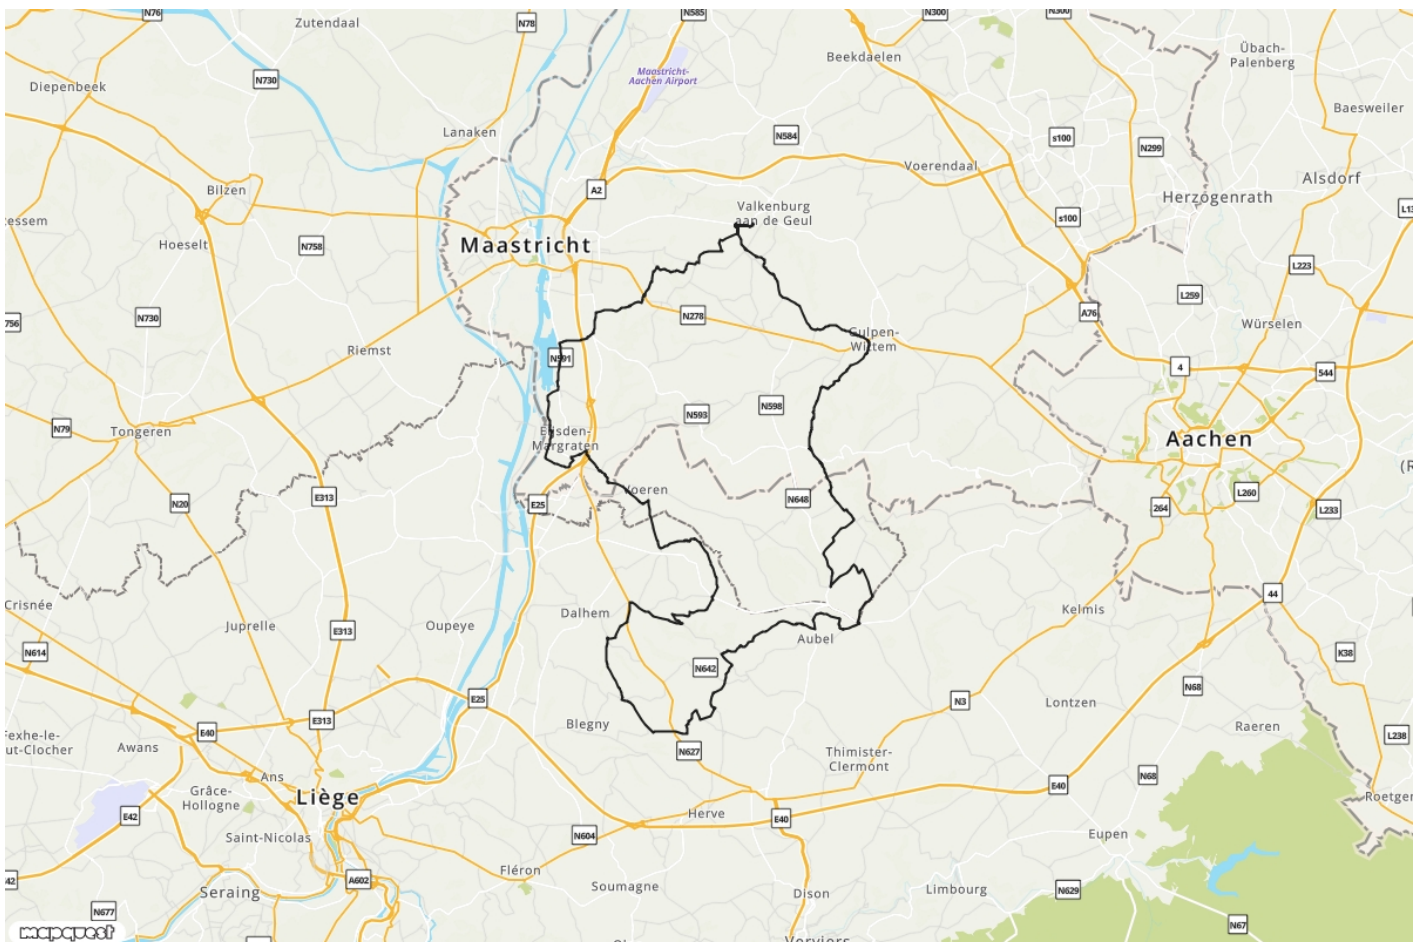 N76
Zutendaal
N78
N585
N300
N300
Beekdaelen
Übach-
Palenberg
Maastricht-
Aachen Airport
N730
Diepenbeek
Baesweiler
Lanaken
N584
s100
N299
Voerendaal
Alsdorf
Bilzen
A2
Herzogenrath
Valkenburg
aan de Geul
s100
Hoeselt
N758
Maastricht
L223
L259
A76
N730
N278
Würselen
Gulpen-
Wittem
Riemst
N591
4
544
N598
N593
N79
Tongeren
Eijsden-
Margraten
Aachen
Voeren
N648
L260
E313
N20
E25
264
L233
44
Crisnée
Dalhem
Kelmis
Juprelle
E313
Oupeye
Aubel
N614
K38
N642
N68
E25
N3
Lontzen
E313
Blegny
Raeren
E40
Fexhe-le-
ut-Clocher
Awans
L238
N627
Thimister-
Clermont
N68
Ans
E40
Grâce-
Hollogne
Liège
Roetgen
Herve
E42
E40
N604
Eupen
Saint-Nicolas
Fléron
A602
Seraing
Soumagne
Dison
Limbourg
N629
N677
N67
mapquest
Verviers